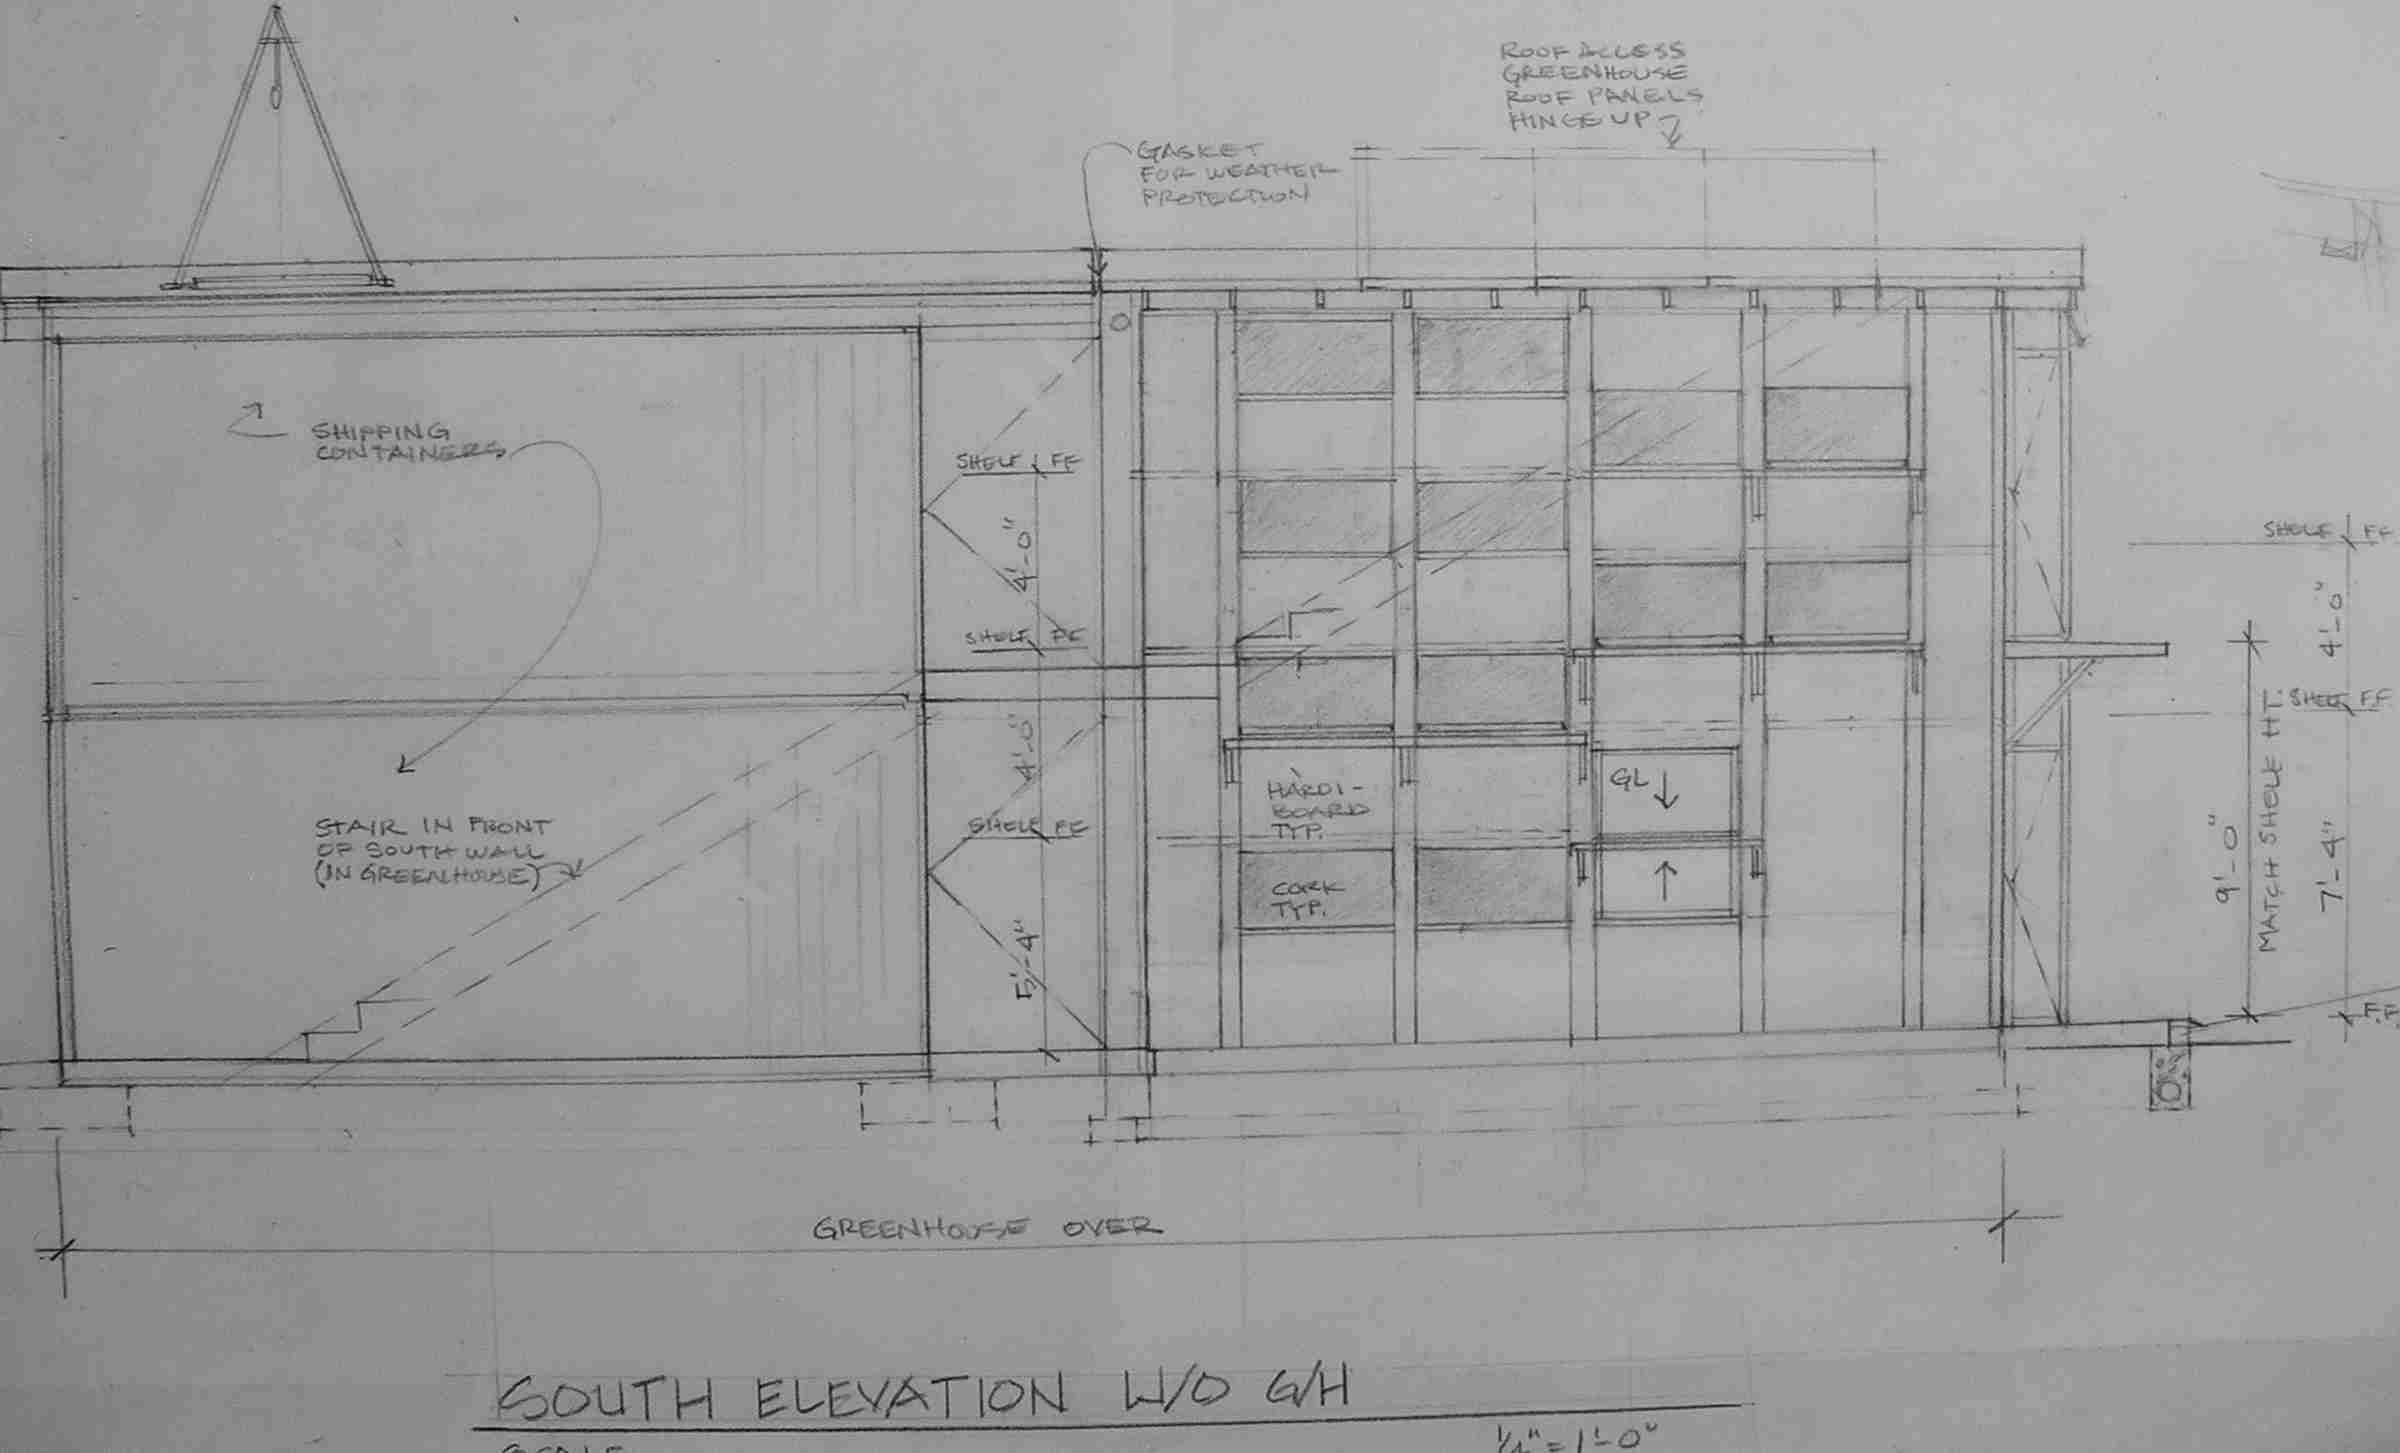 ROOF ACCESS
GREENHOUSE
ROOF PANELS
HINGE UP
GASKET
FOR WEATHER
PROTECTION
SHIPPING
CONTAINERS
SHELF FF
4'-0"
SHELF FF
4'-0"
SHELF FF
5'-4"
STAIR IN FRONT
OF SOUTH WALL
(IN GREENHOUSE)
HARDI-
BOARD
TYP.
CORK
TYP.
GL
SHELF FF
4'-0"
SHELF F.F
7'-4"
9'-0"
MATCH SHELF HT.
F.F.
GREENHOUSE OVER
SOUTH ELEVATION W/O G/H
SCALE
1/4" = 1'-0"